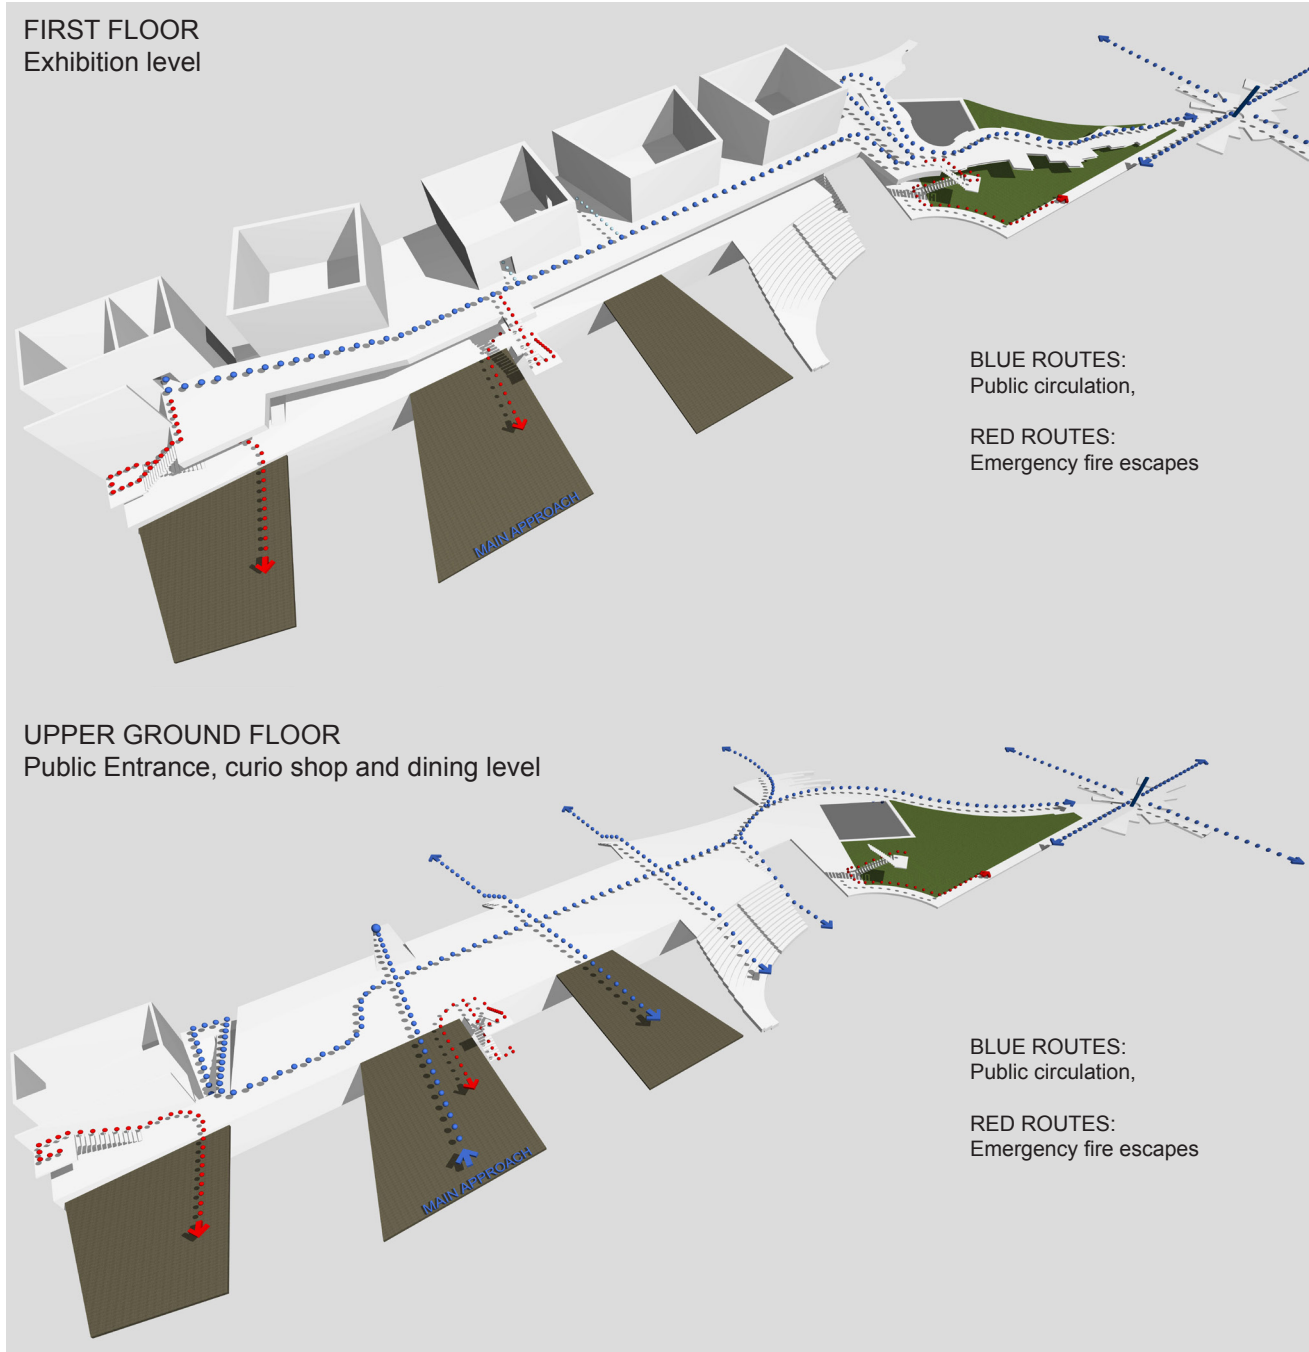 FIRST FLOOR
Exhibition level
BLUE ROUTES:
Public circulation,
RED ROUTES:
Emergency fire escapes
MAIN APPROACH
UPPER GROUND FLOOR
Public Entrance, curio shop and dining level
BLUE ROUTES:
Public circulation,
RED ROUTES:
Emergency fire escapes
MAIN APPROACH